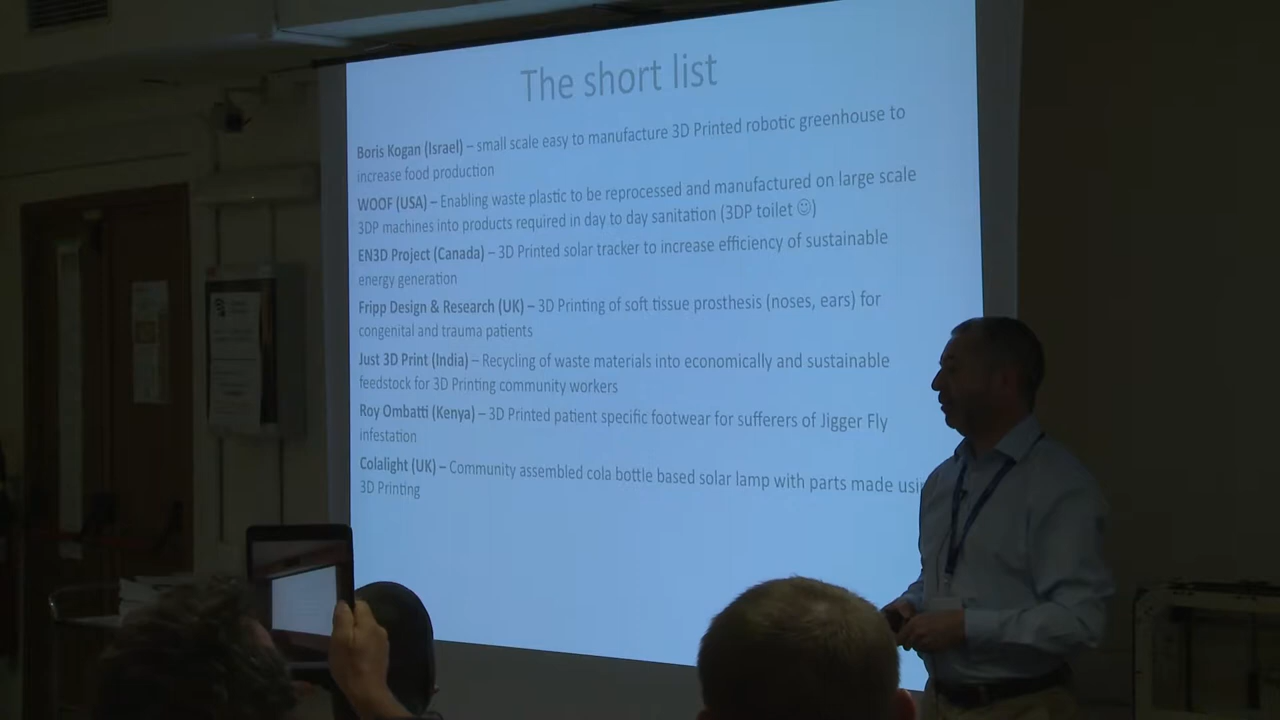 The short list
Boris Kogan (Israel) – small scale easy to manufacture 3D Printed robotic greenhouse to
increase food production
WOOF (USA) – Enabling waste plastic to be reprocessed and manufactured on large scale
3DP machines into products required in day to day sanitation (3DP toilet ☺)
EN3D Project (Canada) – 3D Printed solar tracker to increase efficiency of sustainable
energy generation
Fripp Design & Research (UK) – 3D Printing of soft tissue prosthesis (noses, ears) for
congenital and trauma patients
Just 3D Print (India) – Recycling of waste materials into economically and sustainable
feedstock for 3D Printing community workers
Roy Ombatti (Kenya) – 3D Printed patient specific footwear for sufferers of Jigger Fly
infestation
Colalight (UK) – Community assembled cola bottle based solar lamp with parts made usin
3D Printing